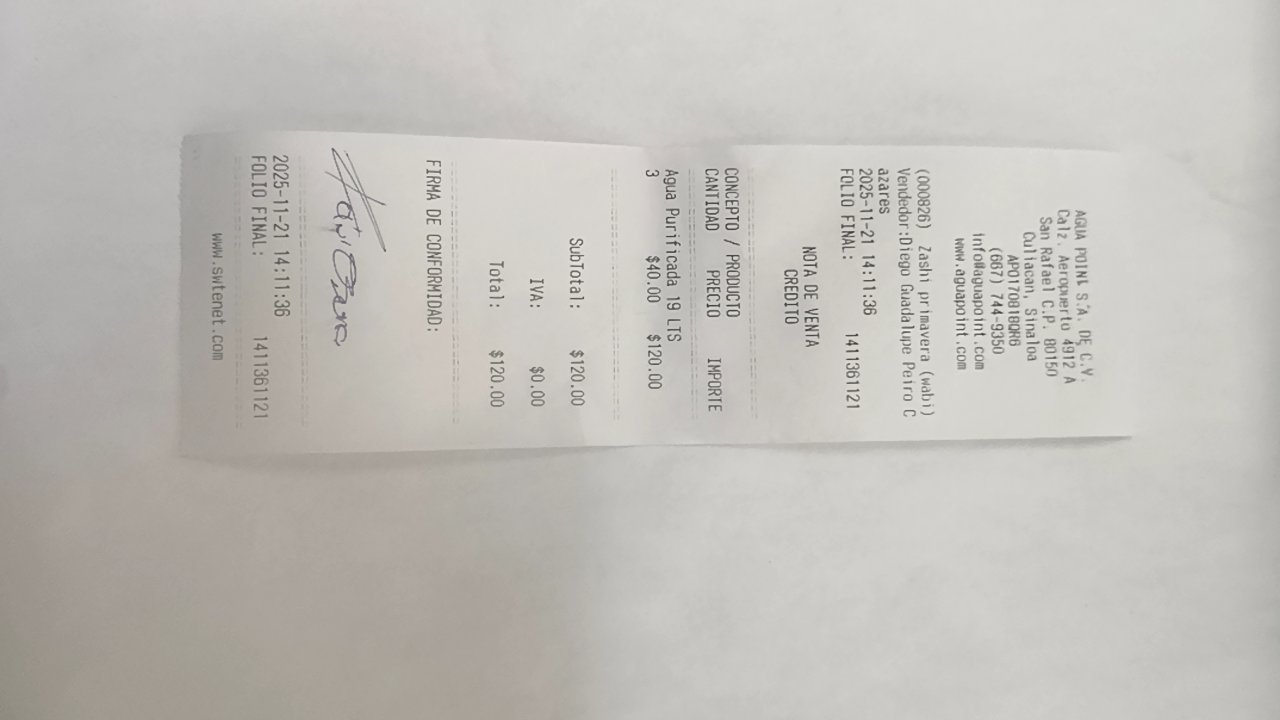 AGUA POINT S.A. DE C.V.
Calz. Aeropuerto 4912 A
San Rafael C.P. 80150
Culiacan, Sinaloa
APO170818QR6
(667) 744-9350
info@aguapoint.com
www.aguapoint.com
(000826) Zashi primavera (wabi)
Vendedor:Diego Guadalupe Peiro C
azares
2025-11-21 14:11:36
FOLIO FINAL: 1411361121
NOTA DE VENTA
CREDITO
CONCEPTO / PRODUCTO
CANTIDAD PRECIO IMPORTE
Agua Purificada 19 LTS
3 $40.00 $120.00
SubTotal: $120.00
IVA: $0.00
Total: $120.00
FIRMA DE CONFORMIDAD:
2025-11-21 14:11:36
FOLIO FINAL: 1411361121
www.swtenet.com